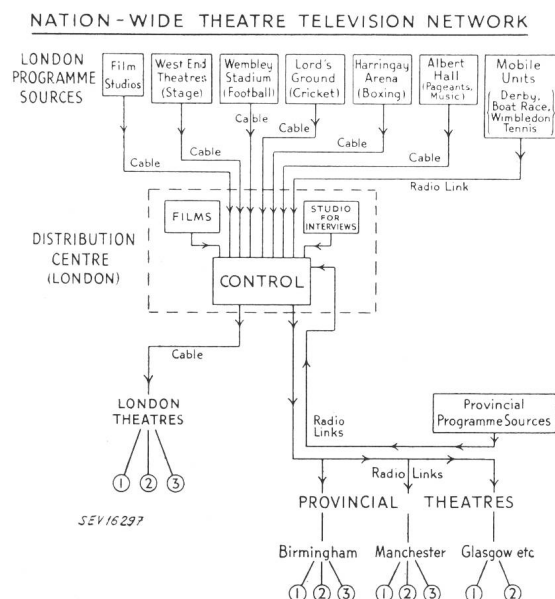 NATION-WIDE THEATRE TELEVISION NETWORK
LONDON
PROGRAMME
SOURCES
Film
Studios
West End
Theatres
(Stage)
Wembley
Stadium
(Football)
Lord's
Ground
(Cricket)
Harringay
Arena
(Boxing)
Albert
Hall
(Pageants,
Music)
Mobile
Units
Derby,
Boat Race,
Wimbledon
Tennis
Cable
Cable
Cable
Cable
Cable
Cable
Radio Link
FILMS
STUDIO
FOR
INTERVIEWS
DISTRIBUTION
CENTRE
(LONDON)
CONTROL
Cable
LONDON
THEATRES
1 2 3
Radio
Links
Provincial
Programme Sources
Radio Links
PROVINCIAL THEATRES
SEV 16297
Birmingham Manchester Glasgow etc
1 2 3 1 2 3 1 2